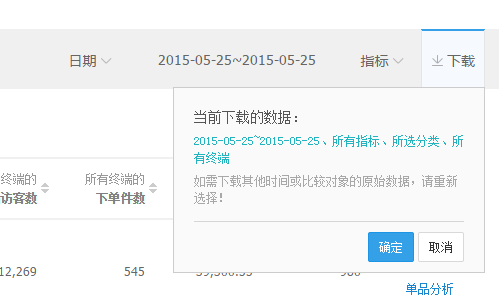 日期
2015-05-25~2015-05-25
指标
下载
当前下载的数据：
2015-05-25~2015-05-25、所有指标、所选分类、所
有终端
如需下载其他时间或比较对象的原始数据，请重新
选择！
确定
取消
终端的
访客数
所有终端的
下单件数
12,269
545
单品分析